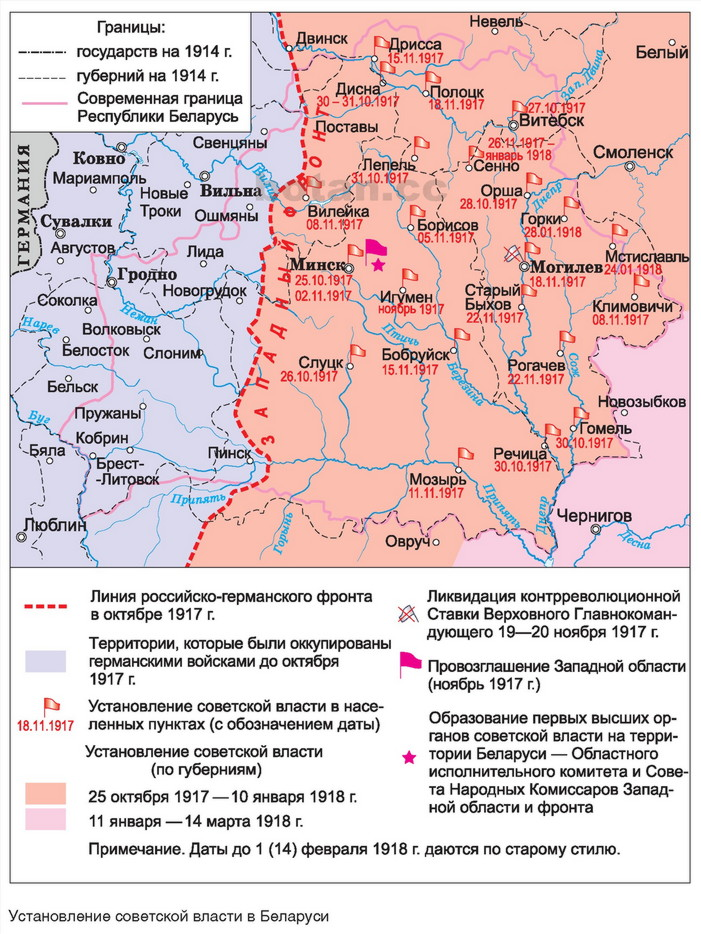 Границы:
государств на 1914 г.
губерний на 1914 г.
Современная граница
Республики Беларусь
Невель
Двинск
Дрисса
15.11.1917
Белый
Дисна
30 – 31.10.1917
Полоцк
18.11.1917
Зап. Двина
27.10.1917
Витебск
Поставы
Свенцяны
26.11.1917 –
январь 1918
ГЕРМАНИЯ
Ковно
Мариамполь
Лепель
31.10.1917
Сенно
Смоленск
Вилия
botan.cc
Новые
Троки
Вильна
Орша
28.10.1917
Днепр
Сувалки
Ошмяны
Вилейка
08.11.1917
Горки
28.01.1918
Борисов
05.11.1917
Августов
Лида
Мстиславль
24.01.1918
Гродно
Минск
25.10.1917
02.11.1917
Могилев
18.11.1917
Новогрудок
Игумен
ноябрь 1917
Старый
Быхов
22.11.1917
Климовичи
08.11.1917
Соколка
Неман
Нарев
Волковыск
Птичь
Белосток
Слоним
Слуцк
26.10.1917
Бобруйск
15.11.1917
Рогачев
22.11.1917
Сож
Березина
ЗАПАДНЫЙ ФРОНТ
Бельск
Пружаны
Новозыбков
Буг
Кобрин
Гомель
30.10.1917
Бяла
Брест-
-Литовск
Пинск
Речица
30.10.1917
Мозырь
11.11.1917
Припять
Припять
Днепр
Люблин
Горынь
Овруч
Чернигов
Десна
Линия российско-германского фронта
в октябре 1917 г.
Территории, которые были оккупированы
германскими войсками до октября
1917 г.
18.11.1917
Установление советской власти в насе-
ленных пунктах (с обозначением даты)
Установление советской власти
(по губерниям)
25 октября 1917 — 10 января 1918 г.
11 января — 14 марта 1918 г.
Ликвидация контрреволюционной
Ставки Верховного Главнокоман-
дующего 19—20 ноября 1917 г.
Провозглашение Западной области
(ноябрь 1917 г.)
Образование первых высших ор-
ганов советской власти на терри-
тории Беларуси — Областного
исполнительного комитета и Сове-
та Народных Комиссаров Запад-
ной области и фронта
Примечание. Даты до 1 (14) февраля 1918 г. даются по старому стилю.
Установление советской власти в Беларуси